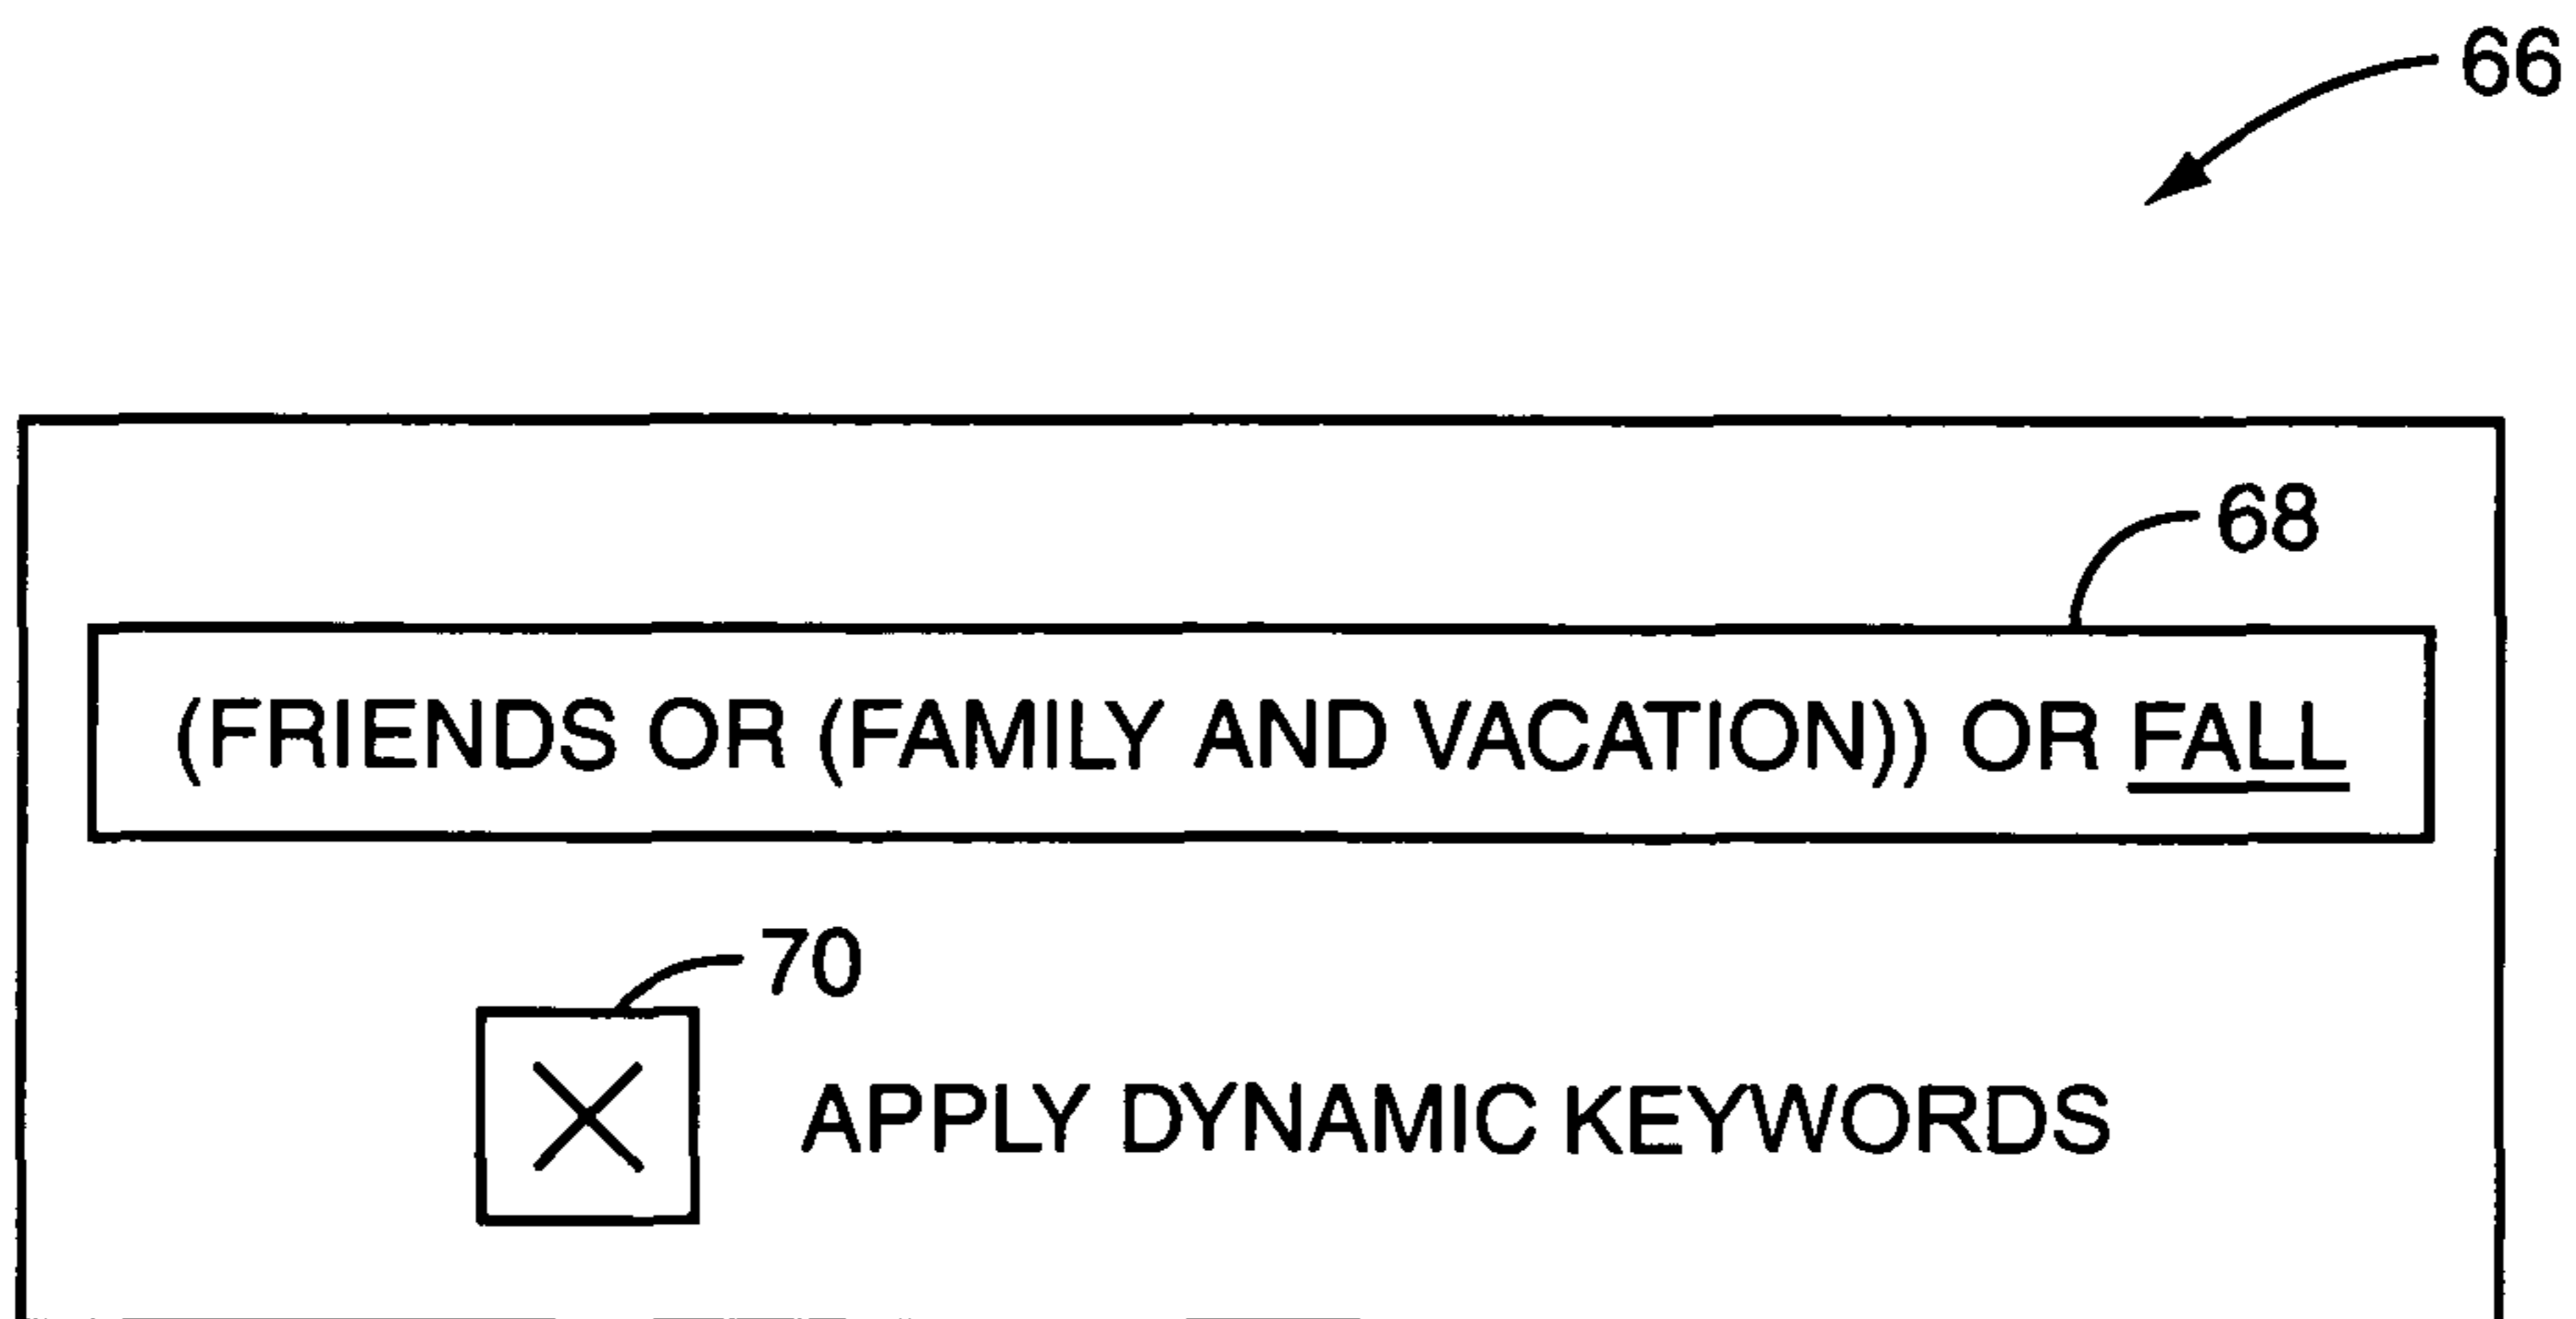 66
68
(FRIENDS OR (FAMILY AND VACATION)) OR FALL
70
APPLY DYNAMIC KEYWORDS